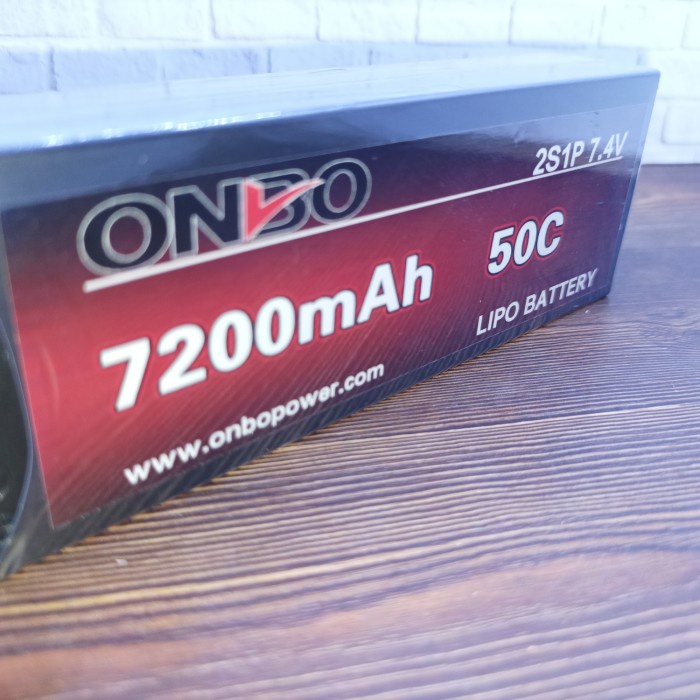 ONBO
2S1P 7.4V
7200mAh
50C
LIPO BATTERY
www.onbopower.com